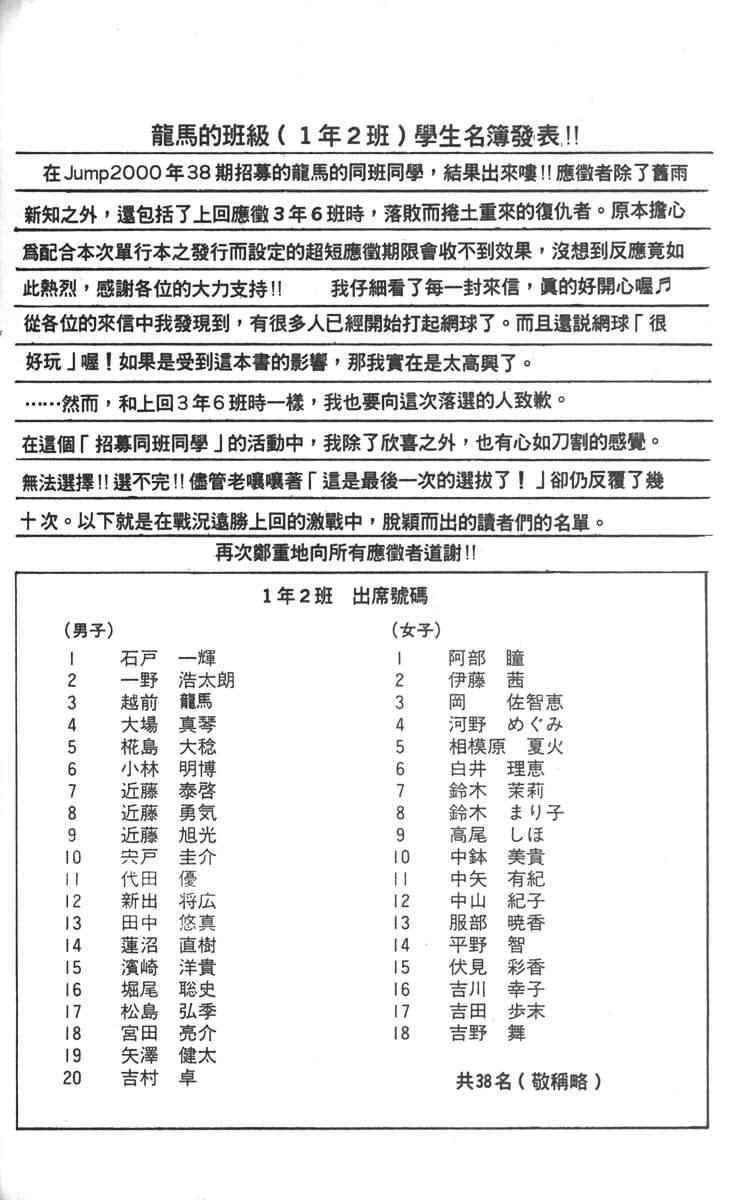 龍馬的班級（1年2班）學生名簿發表!!
在Jump2000年38期招募的龍馬的同班同學，結果出來嘍!!應徵者除了舊雨
新知之外，還包括了上回應徵3年6班時，落敗而捲土重來的復仇者。原本擔心
爲配合本次單行本之發行而設定的超短應徵期限會收不到效果，沒想到反應竟如
此熱烈，感謝各位的大力支持!!　　我仔細看了每一封來信，眞的好開心喔♬
從各位的來信中我發現到，有很多人已經開始打起網球了。而且還說網球「很
好玩」喔！如果是受到這本書的影響，那我實在是太高興了。
……然而，和上回3年6班時一樣，我也要向這次落選的人致歉。
在這個「招募同班同學」的活動中，我除了欣喜之外，也有心如刀割的感覺。
無法選擇!!選不完!!儘管老嚷嚷著「這是最後一次的選拔了！」卻仍反覆了幾
十次。以下就是在戰況遠勝上回的激戰中，脫穎而出的讀者們的名單。
再次鄭重地向所有應徵者道謝!!
1年2班　出席號碼
（男子）
1　石戸　一輝
2　一野　浩太朗
3　越前　龍馬
4　大場　真琴
5　椛島　大稔
6　小林　明博
7　近藤　泰啓
8　近藤　勇気
9　近藤　旭光
10　宍戸　圭介
11　代田　優
12　新出　将広
13　田中　悠真
14　蓮沼　直樹
15　濱崎　洋貴
16　堀尾　聡史
17　松島　弘季
18　宮田　亮介
19　矢澤　健太
20　吉村　卓
（女子）
1　阿部　瞳
2　伊藤　茜
3　岡　佐智恵
4　河野　めぐみ
5　相模原　夏火
6　白井　理恵
7　鈴木　茉莉
8　鈴木　まり子
9　高尾　しほ
10　中鉢　美貴
11　中矢　有紀
12　中山　紀子
13　服部　暁香
14　平野　智
15　伏見　彩香
16　吉川　幸子
17　吉田　歩末
18　吉野　舞
共38名（敬稱略）